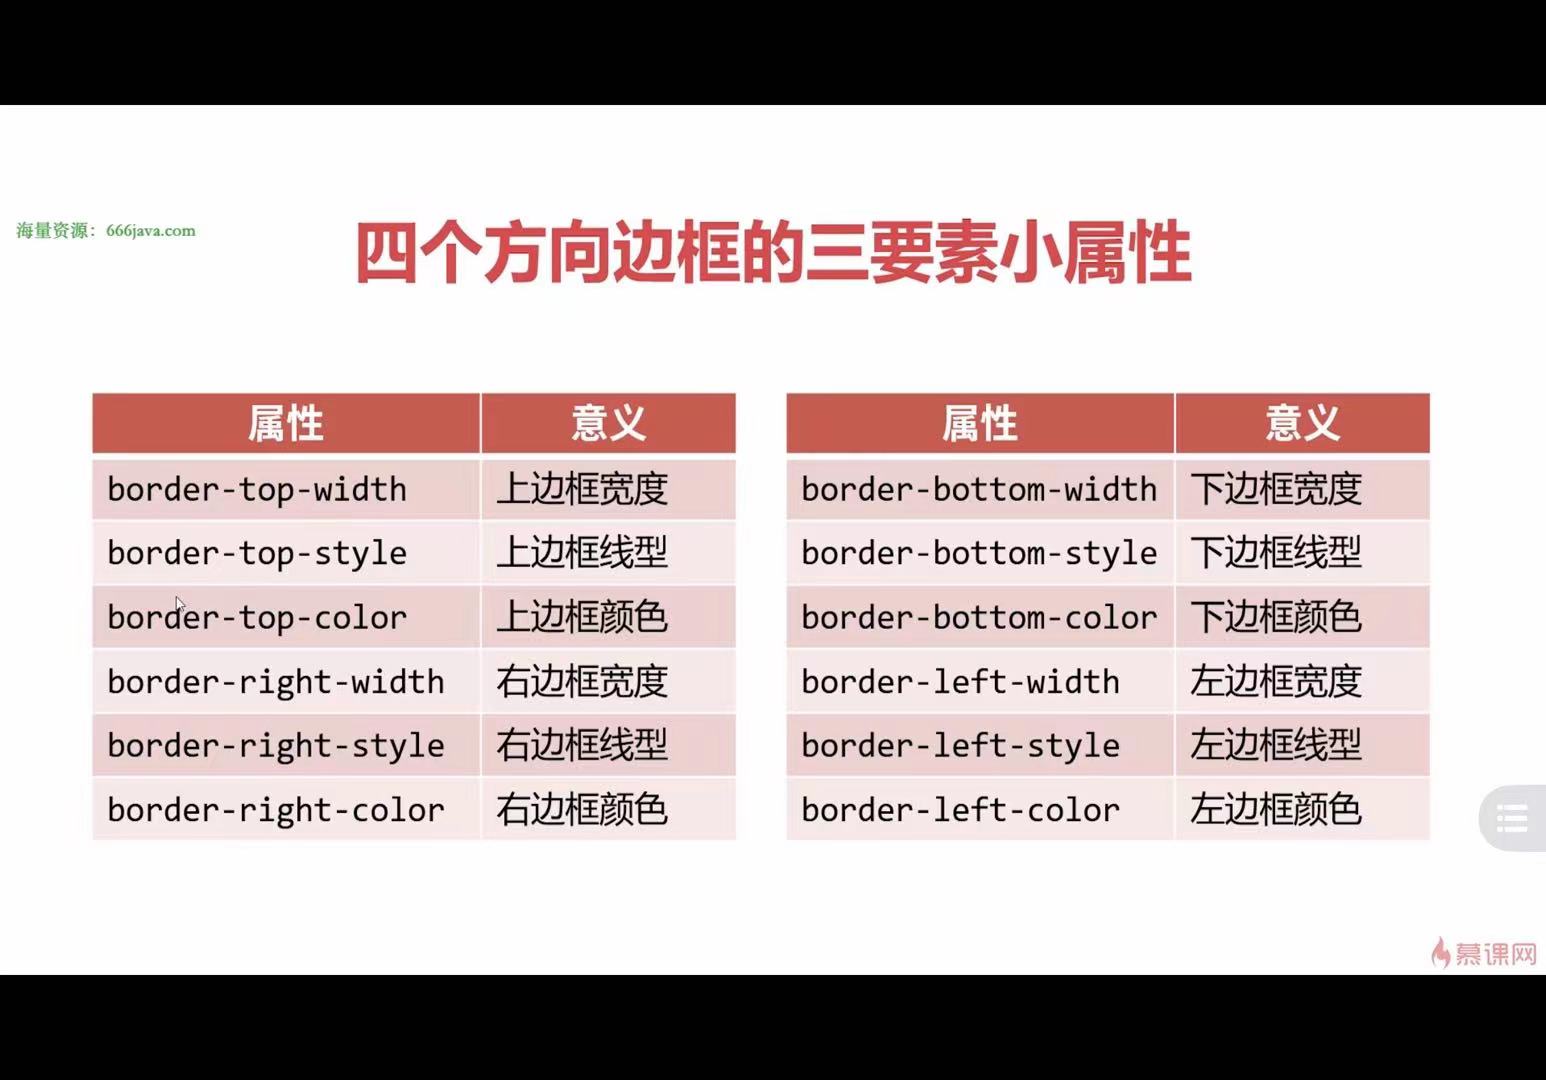 海量资源：666java.com
四个方向边框的三要素小属性
属性 意义
border-top-width 上边框宽度
border-top-style 上边框线型
border-top-color 上边框颜色
border-right-width 右边框宽度
border-right-style 右边框线型
border-right-color 右边框颜色
属性 意义
border-bottom-width 下边框宽度
border-bottom-style 下边框线型
border-bottom-color 下边框颜色
border-left-width 左边框宽度
border-left-style 左边框线型
border-left-color 左边框颜色
慕课网